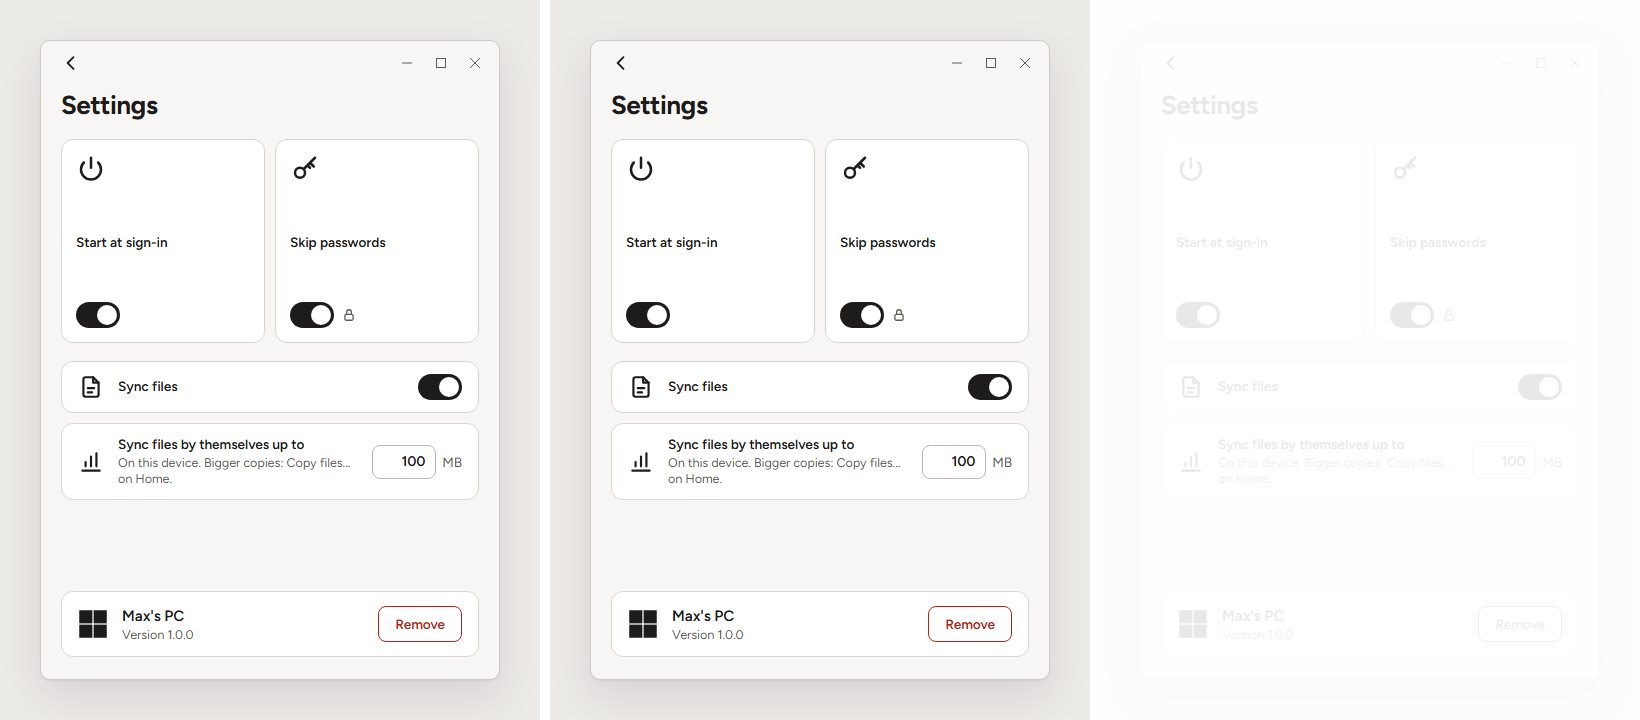 Settings
Start at sign-in
Skip passwords
Sync files
Sync files by themselves up to
On this device. Bigger copies: Copy files...
on Home.
100 MB
Max's PC
Version 1.0.0
Remove
Settings
Start at sign-in
Skip passwords
Sync files
Sync files by themselves up to
On this device. Bigger copies: Copy files...
on Home.
100 MB
Max's PC
Version 1.0.0
Remove
Settings
Start at sign-in
Skip passwords
Sync files
Sync files by themselves up to
On this device. Bigger copies: Copy files...
on Home.
100 MB
Max's PC
Version 1.0.0
Remove